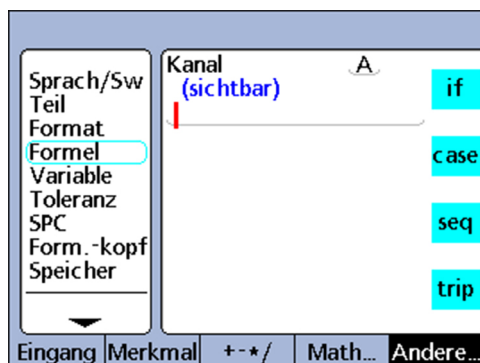 Sprach/Sw
Teil
Format
Formel
Variable
Toleranz
SPC
Form.-kopf
Speicher
Kanal A
(sichtbar)
if
case
seq
trip
Eingang Merkmal +-*/ Math... Andere...